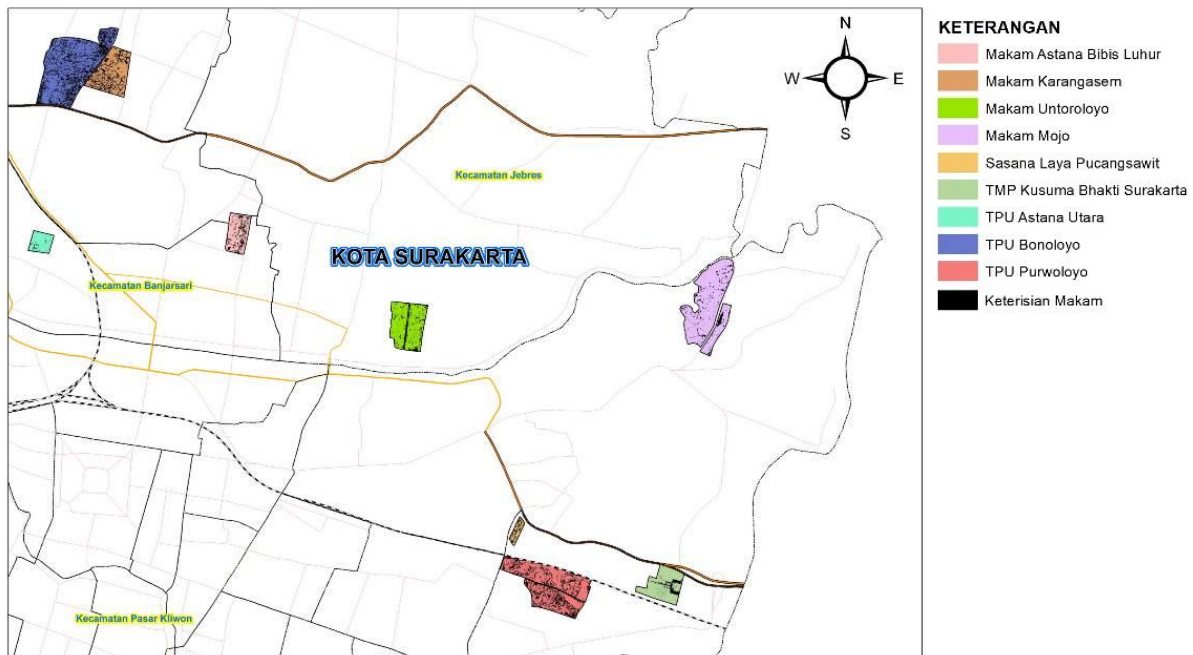 N
W E
S
Kecamatan Jebres
KOTA SURAKARTA
Kecamatan Banjarsari
Kecamatan Pasar Kliwon
KETERANGAN
Makam Astana Bibis Luhur
Makam Karangasem
Makam Untoroloyo
Makam Mojo
Sasana Laya Pucangsawit
TMP Kusuma Bhakti Surakarta
TPU Astana Utara
TPU Bonoloyo
TPU Purwoloyo
Keterisian Makam